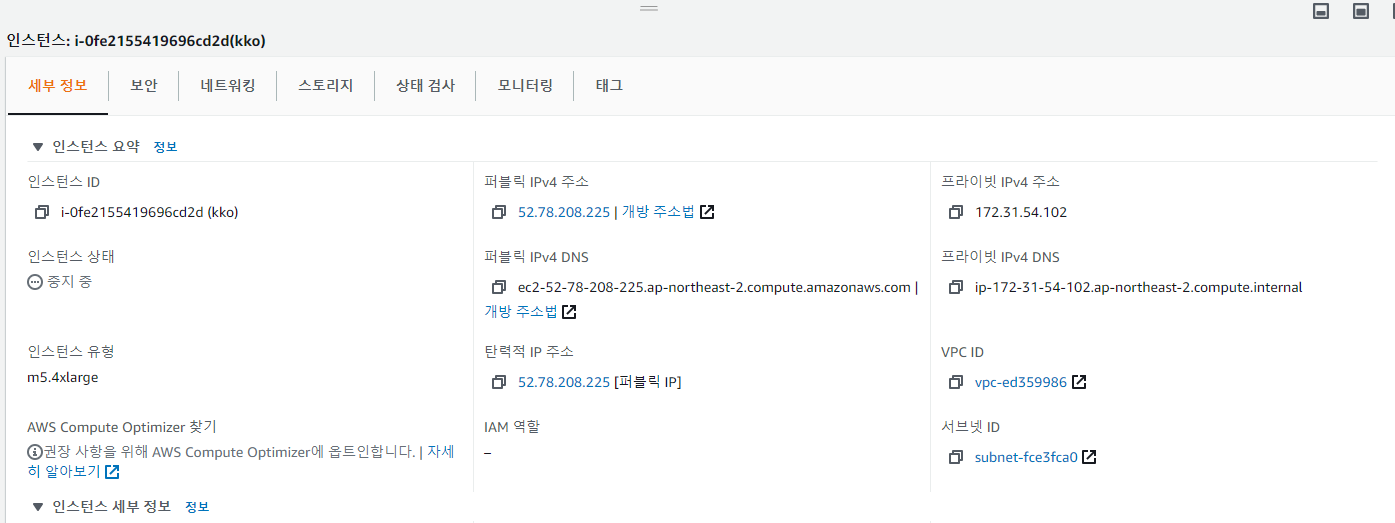 인스턴스: i-0fe2155419696cd2d(kko)
세부 정보
보안
네트워킹
스토리지
상태 검사
모니터링
태그
▼ 인스턴스 요약 정보
인스턴스 ID
i-0fe2155419696cd2d (kko)
퍼블릭 IPv4 주소
52.78.208.225 | 개방 주소법
프라이빗 IPv4 주소
172.31.54.102
인스턴스 상태
중지 중
퍼블릭 IPv4 DNS
ec2-52-78-208-225.ap-northeast-2.compute.amazonaws.com |
개방 주소법
프라이빗 IPv4 DNS
ip-172-31-54-102.ap-northeast-2.compute.internal
인스턴스 유형
m5.4xlarge
탄력적 IP 주소
52.78.208.225 [퍼블릭 IP]
VPC ID
vpc-ed359986
AWS Compute Optimizer 찾기
권장 사항을 위해 AWS Compute Optimizer에 옵트인합니다. | 자세
히 알아보기
IAM 역할
–
서브넷 ID
subnet-fce3fca0
▼ 인스턴스 세부 정보 정보